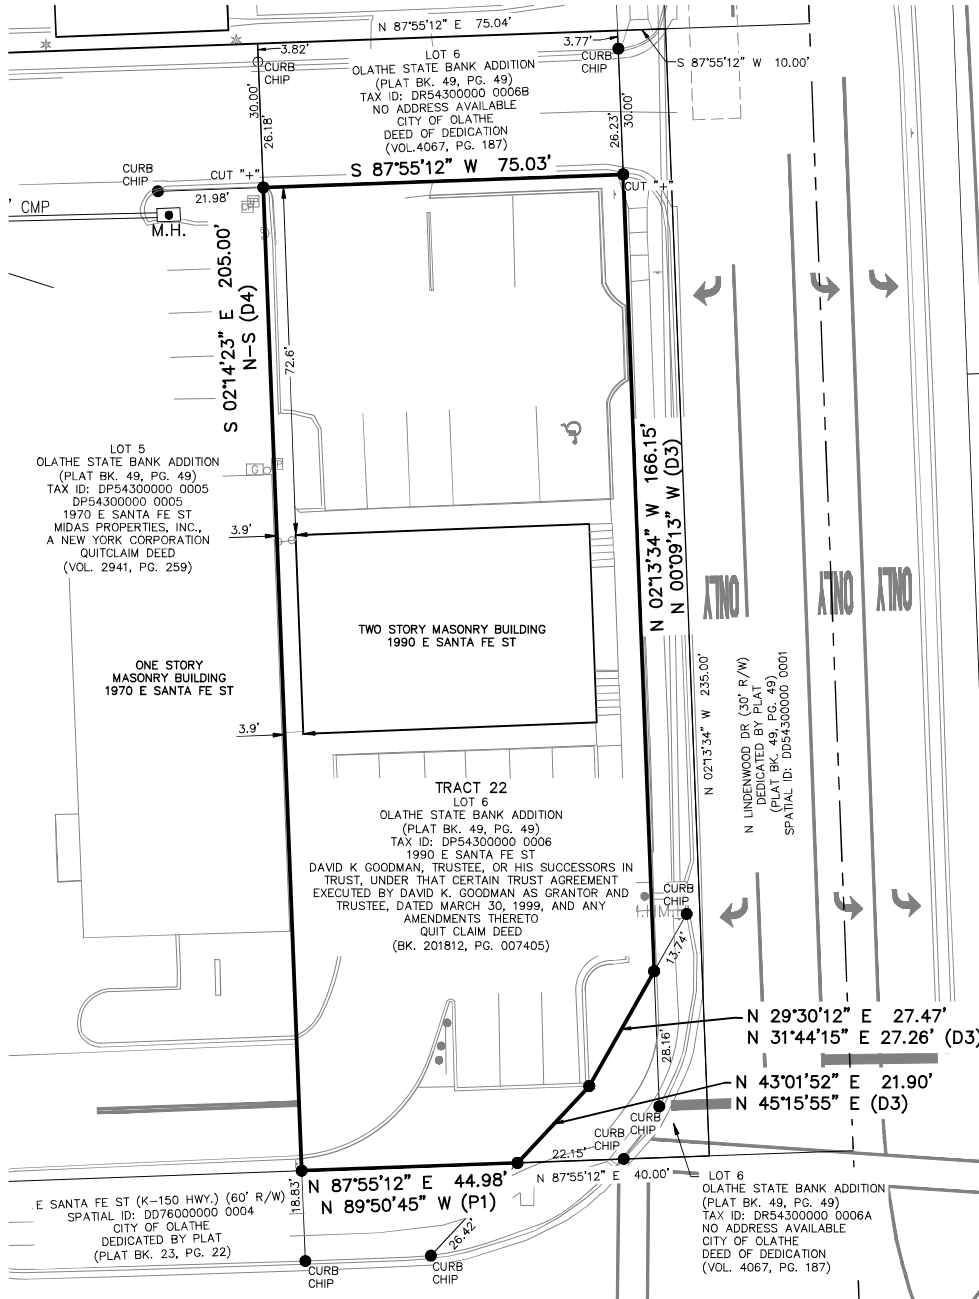 N 87°55'12" E 75.04'
3.82'
3.77'
CURB
CHIP
CURB
CHIP
S 87°55'12" W 10.00'
LOT 6
OLATHE STATE BANK ADDITION
(PLAT BK. 49, PG. 49)
TAX ID: DR54300000 0006B
NO ADDRESS AVAILABLE
CITY OF OLATHE
DEED OF DEDICATION
(VOL.4067, PG. 187)
30.00'
26.18'
26.23'
30.00'
S 87°55'12" W 75.03'
CURB
CHIP
CUT "+"
CUT "+"
21.98'
' CMP
M.H.
S 02°14'23" E 205.00'
N-S (D4)
72.6'
N 02°13'34" W 166.15'
N 00°09'13" W (D3)
LOT 5
OLATHE STATE BANK ADDITION
(PLAT BK. 49, PG. 49)
TAX ID: DP54300000 0005
DP54300000 0005
1970 E SANTA FE ST
MIDAS PROPERTIES, INC.,
A NEW YORK CORPORATION
QUITCLAIM DEED
(VOL. 2941, PG. 259)
G
P
3.9'
TWO STORY MASONRY BUILDING
1990 E SANTA FE ST
ONE STORY
MASONRY BUILDING
1970 E SANTA FE ST
3.9'
ONLY
ONLY
ONLY
N 02°13'34" W 235.00'
N LINDENWOOD DR (30' R/W)
DEDICATED BY PLAT
(PLAT BK. 49, PG. 49)
SPATIAL ID: DD54300000 0001
TRACT 22
LOT 6
OLATHE STATE BANK ADDITION
(PLAT BK. 49, PG. 49)
TAX ID: DP54300000 0006
1990 E SANTA FE ST
DAVID K GOODMAN, TRUSTEE, OR HIS SUCCESSORS IN
TRUST, UNDER THAT CERTAIN TRUST AGREEMENT
EXECUTED BY DAVID K. GOODMAN AS GRANTOR AND
TRUSTEE, DATED MARCH 30, 1999, AND ANY
AMENDMENTS THERETO
QUIT CLAIM DEED
(BK. 201812, PG. 007405)
CURB
CHIP
13.74'
N 29°30'12" E 27.47'
N 31°44'15" E 27.26' (D3)
28.16'
N 43°01'52" E 21.90'
N 45°15'55" E (D3)
CURB
CHIP
CURB
CHIP
22.15'
N 87°55'12" E 40.00'
N 87°55'12" E 44.98'
N 89°50'45" W (P1)
18.83'
E SANTA FE ST (K-150 HWY.) (60' R/W)
SPATIAL ID: DD76000000 0004
CITY OF OLATHE
DEDICATED BY PLAT
(PLAT BK. 23, PG. 22)
26.42'
CURB
CHIP
CURB
CHIP
LOT 6
OLATHE STATE BANK ADDITION
(PLAT BK. 49, PG. 49)
TAX ID: DR54300000 0006A
NO ADDRESS AVAILABLE
CITY OF OLATHE
DEED OF DEDICATION
(VOL. 4067, PG. 187)